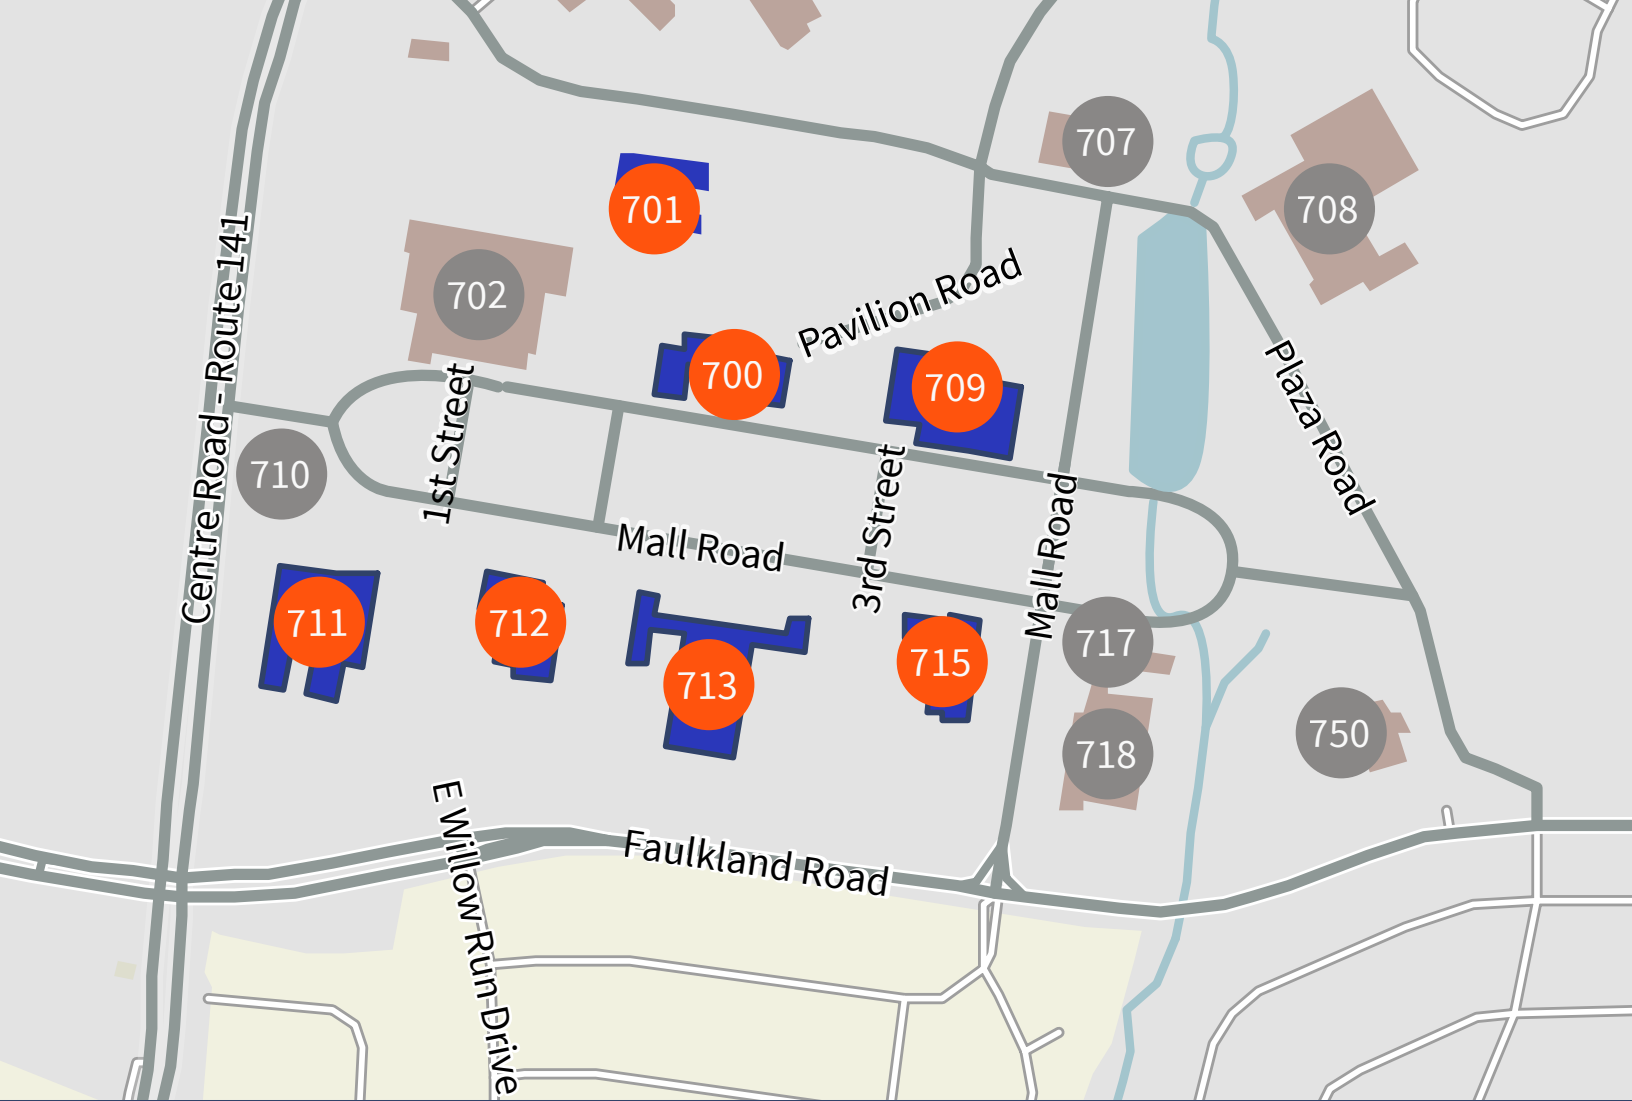 707
701
708
Centre Road - Route 141
702
Pavilion Road
700
709
Plaza Road
1st Street
710
3rd Street
Mall Road
Mall Road
711
712
713
715
717
718
750
E Willow Run Drive
Faulkland Road